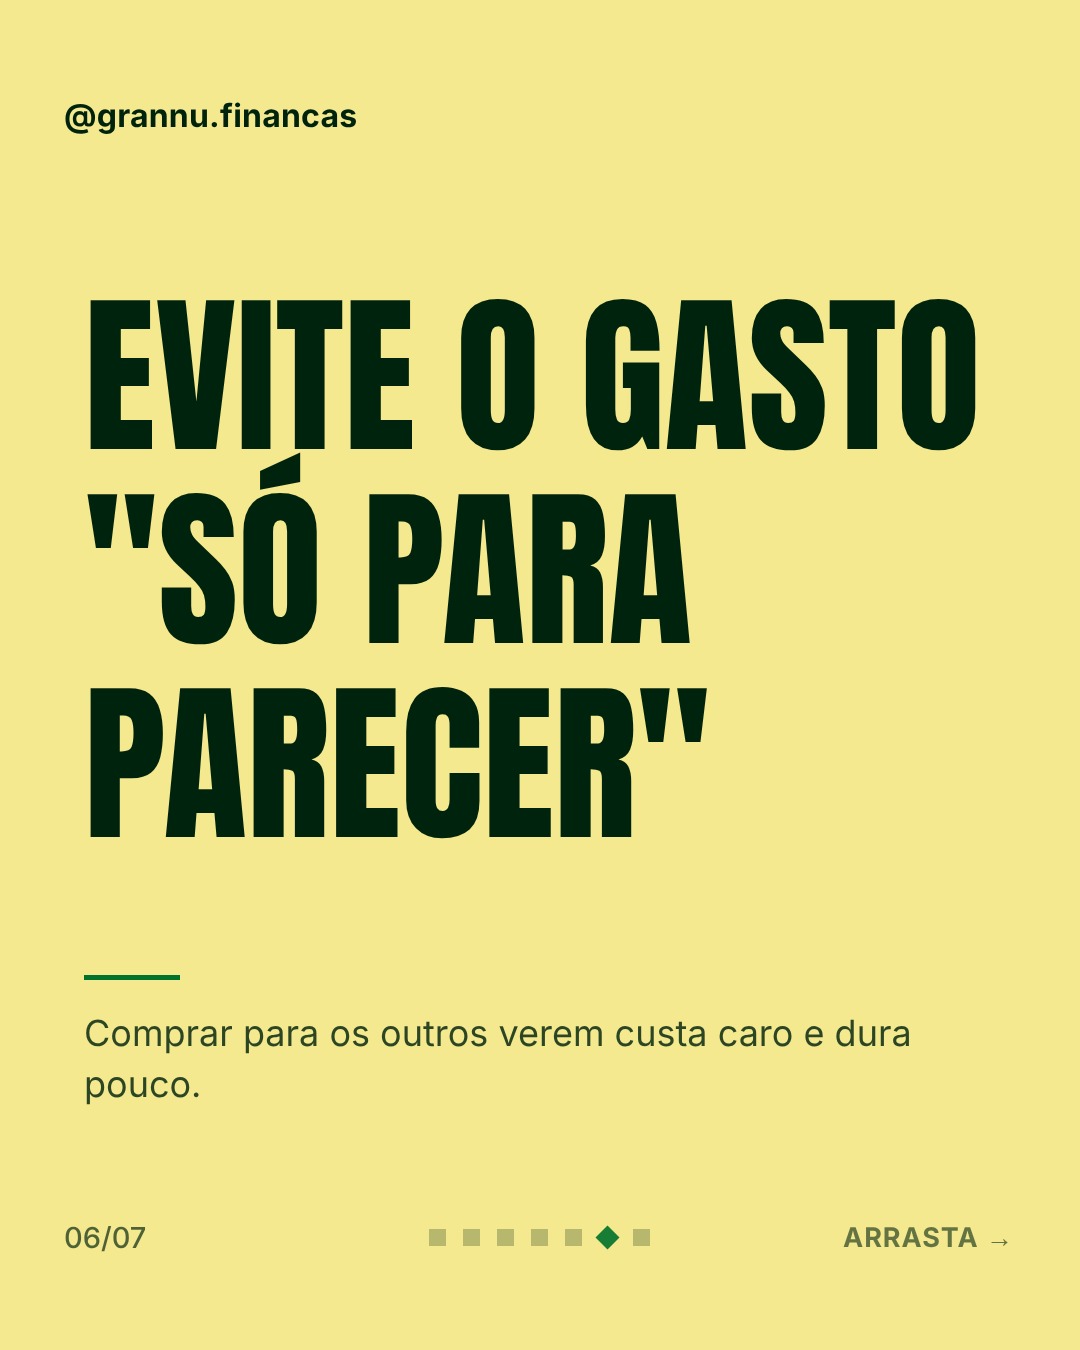 @grannu.financas
EVITE O GASTO
"SÓ PARA
PARECER"
Comprar para os outros verem custa caro e dura
pouco.
06/07
ARRASTA →